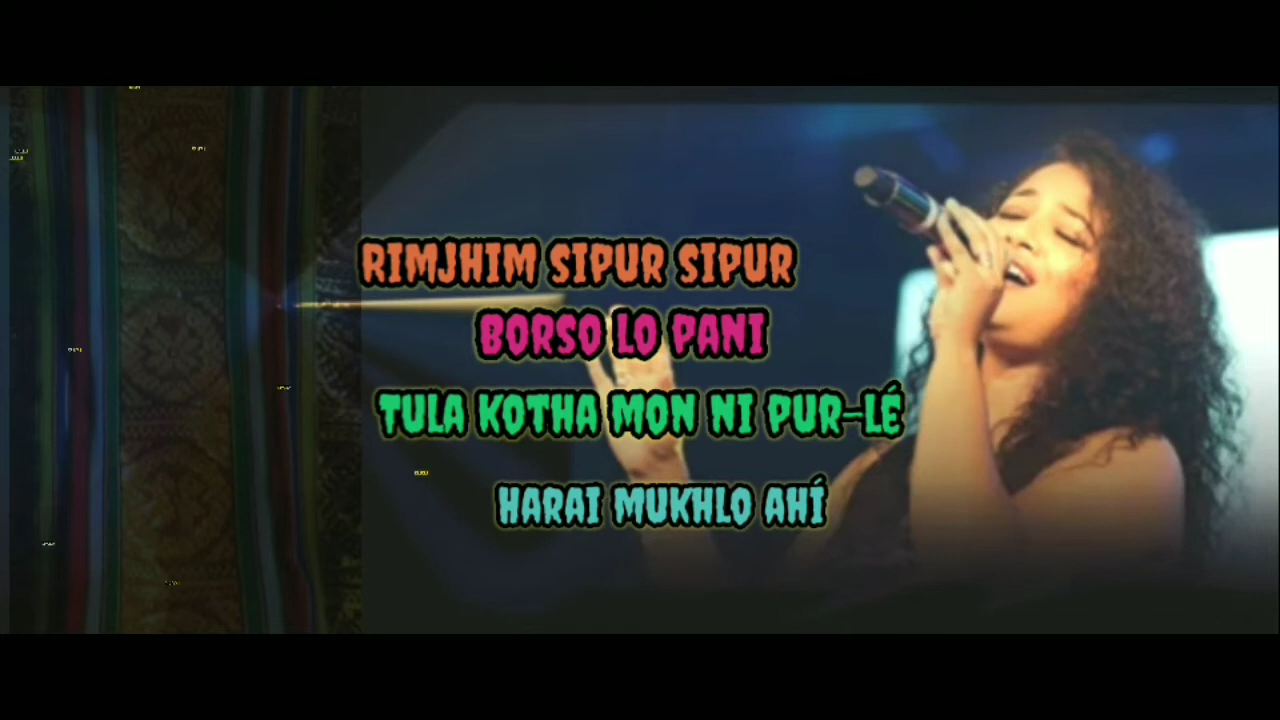 RIMJHIM SIPUR SIPUR
BORSO LO PANI
TULA KOTHA MON NI PUR-LÉ
HARAI MUKHLO AHÍ